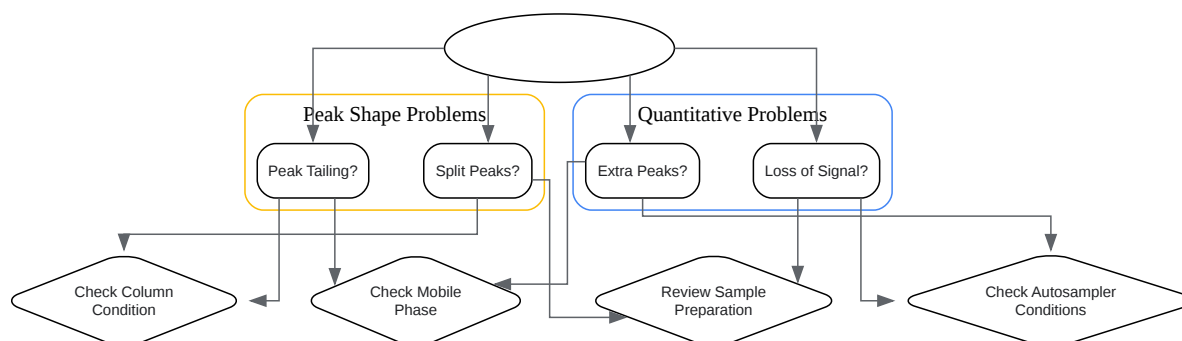 Peak Shape Problems
Quantitative Problems
Peak Tailing?
Split Peaks?
Extra Peaks?
Loss of Signal?
Check Column
Condition
Check Mobile
Phase
Review Sample
Preparation
Check Autosampler
Conditions